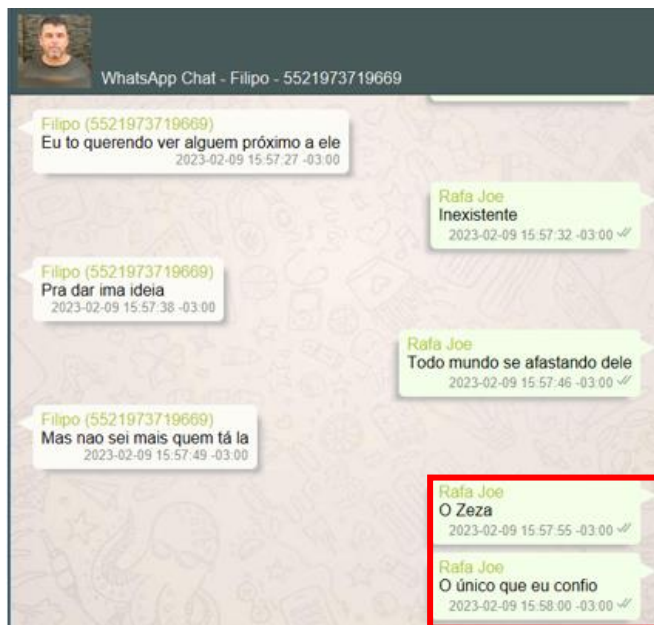 WhatsApp Chat - Filipo - 5521973719669
Filipo (5521973719669)
Eu to querendo ver alguem próximo a ele
2023-02-09 15:57:27 -03:00
Rafa Joe
Inexistente
2023-02-09 15:57:32 -03:00
Filipo (5521973719669)
Pra dar ima ideia
2023-02-09 15:57:38 -03:00
Rafa Joe
Todo mundo se afastando dele
2023-02-09 15:57:46 -03:00
Filipo (5521973719669)
Mas nao sei mais quem tá la
2023-02-09 15:57:49 -03:00
Rafa Joe
O Zeza
2023-02-09 15:57:55 -03:00
Rafa Joe
O único que eu confio
2023-02-09 15:58:00 -03:00